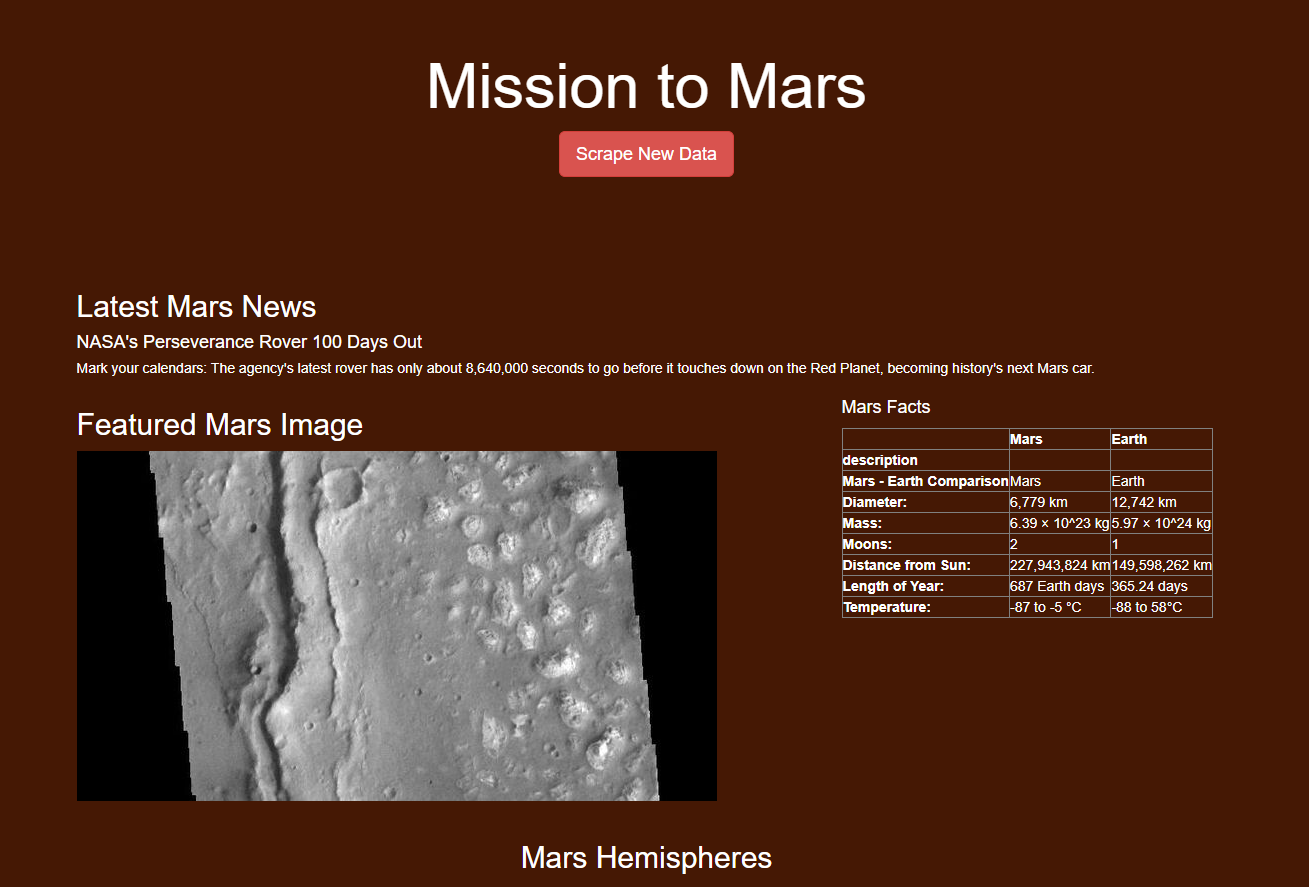 Mission to Mars
Scrape New Data
Latest Mars News
NASA's Perseverance Rover 100 Days Out
Mark your calendars: The agency's latest rover has only about 8,640,000 seconds to go before it touches down on the Red Planet, becoming history's next Mars car.
Featured Mars Image
Mars Facts
Mars Earth
description
Mars - Earth Comparison Mars Earth
Diameter: 6,779 km 12,742 km
Mass: 6.39 × 10^23 kg 5.97 × 10^24 kg
Moons: 2 1
Distance from Sun: 227,943,824 km 149,598,262 km
Length of Year: 687 Earth days 365.24 days
Temperature: -87 to -5 °C -88 to 58°C
Mars Hemispheres